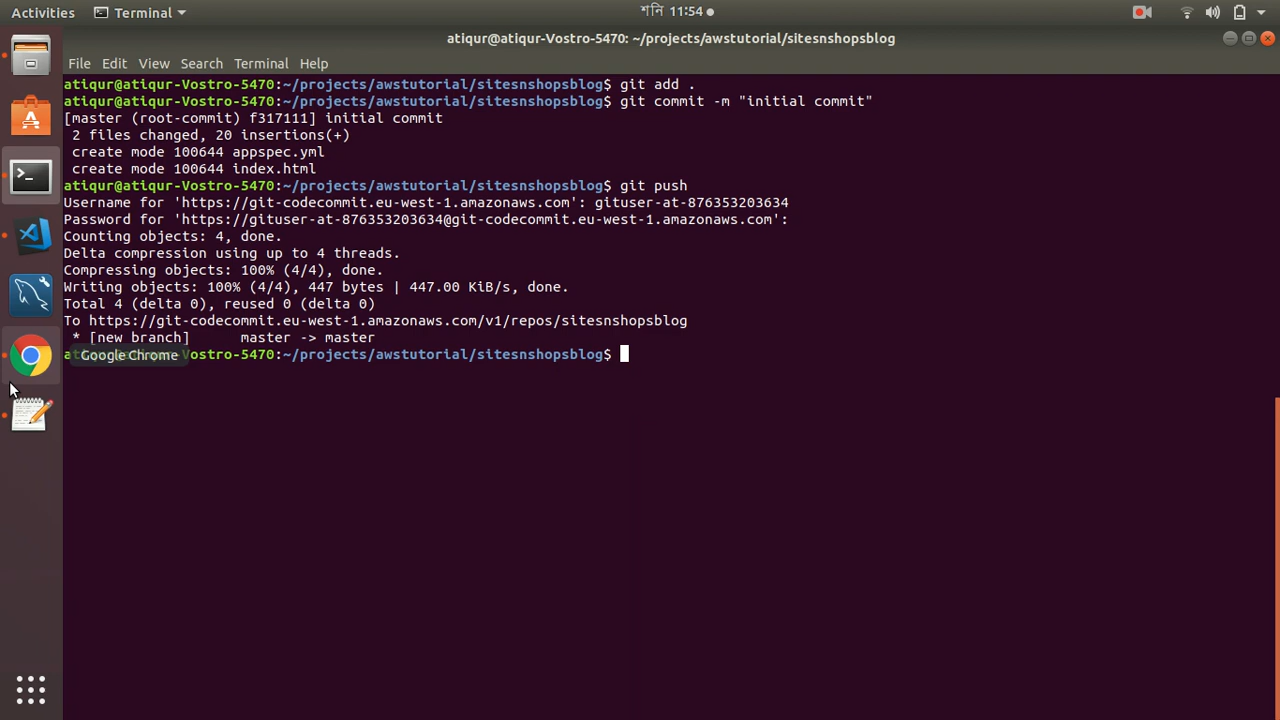 Activities Terminal শনি 11:54
atiqur@atiqur-Vostro-5470: ~/projects/awstutorial/sitesnshopsblog
File Edit View Search Terminal Help
atiqur@atiqur-Vostro-5470:~/projects/awstutorial/sitesnshopsblog$ git add .
atiqur@atiqur-Vostro-5470:~/projects/awstutorial/sitesnshopsblog$ git commit -m "initial commit"
[master (root-commit) f317111] initial commit
 2 files changed, 20 insertions(+)
 create mode 100644 appspec.yml
 create mode 100644 index.html
atiqur@atiqur-Vostro-5470:~/projects/awstutorial/sitesnshopsblog$ git push
Username for 'https://git-codecommit.eu-west-1.amazonaws.com': gituser-at-876353203634
Password for 'https://gituser-at-876353203634@git-codecommit.eu-west-1.amazonaws.com':
Counting objects: 4, done.
Delta compression using up to 4 threads.
Compressing objects: 100% (4/4), done.
Writing objects: 100% (4/4), 447 bytes | 447.00 KiB/s, done.
Total 4 (delta 0), reused 0 (delta 0)
To https://git-codecommit.eu-west-1.amazonaws.com/v1/repos/sitesnshopsblog
 * [new branch]      master -> master
atiqur@atiqur-Vostro-5470:~/projects/awstutorial/sitesnshopsblog$
Google Chrome